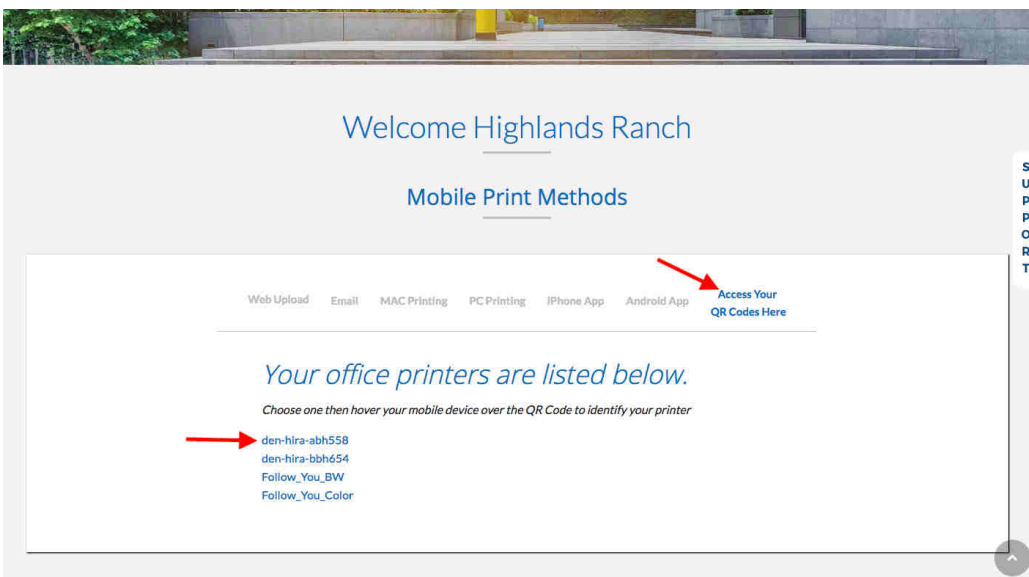 Welcome Highlands Ranch
Mobile Print Methods
SUPPORT
Web Upload Email MAC Printing PC Printing iPhone App Android App Access Your
QR Codes Here
Your office printers are listed below.
Choose one then hover your mobile device over the QR Code to identify your printer
den-hira-abh558
den-hira-bbh654
Follow_You_BW
Follow_You_Color